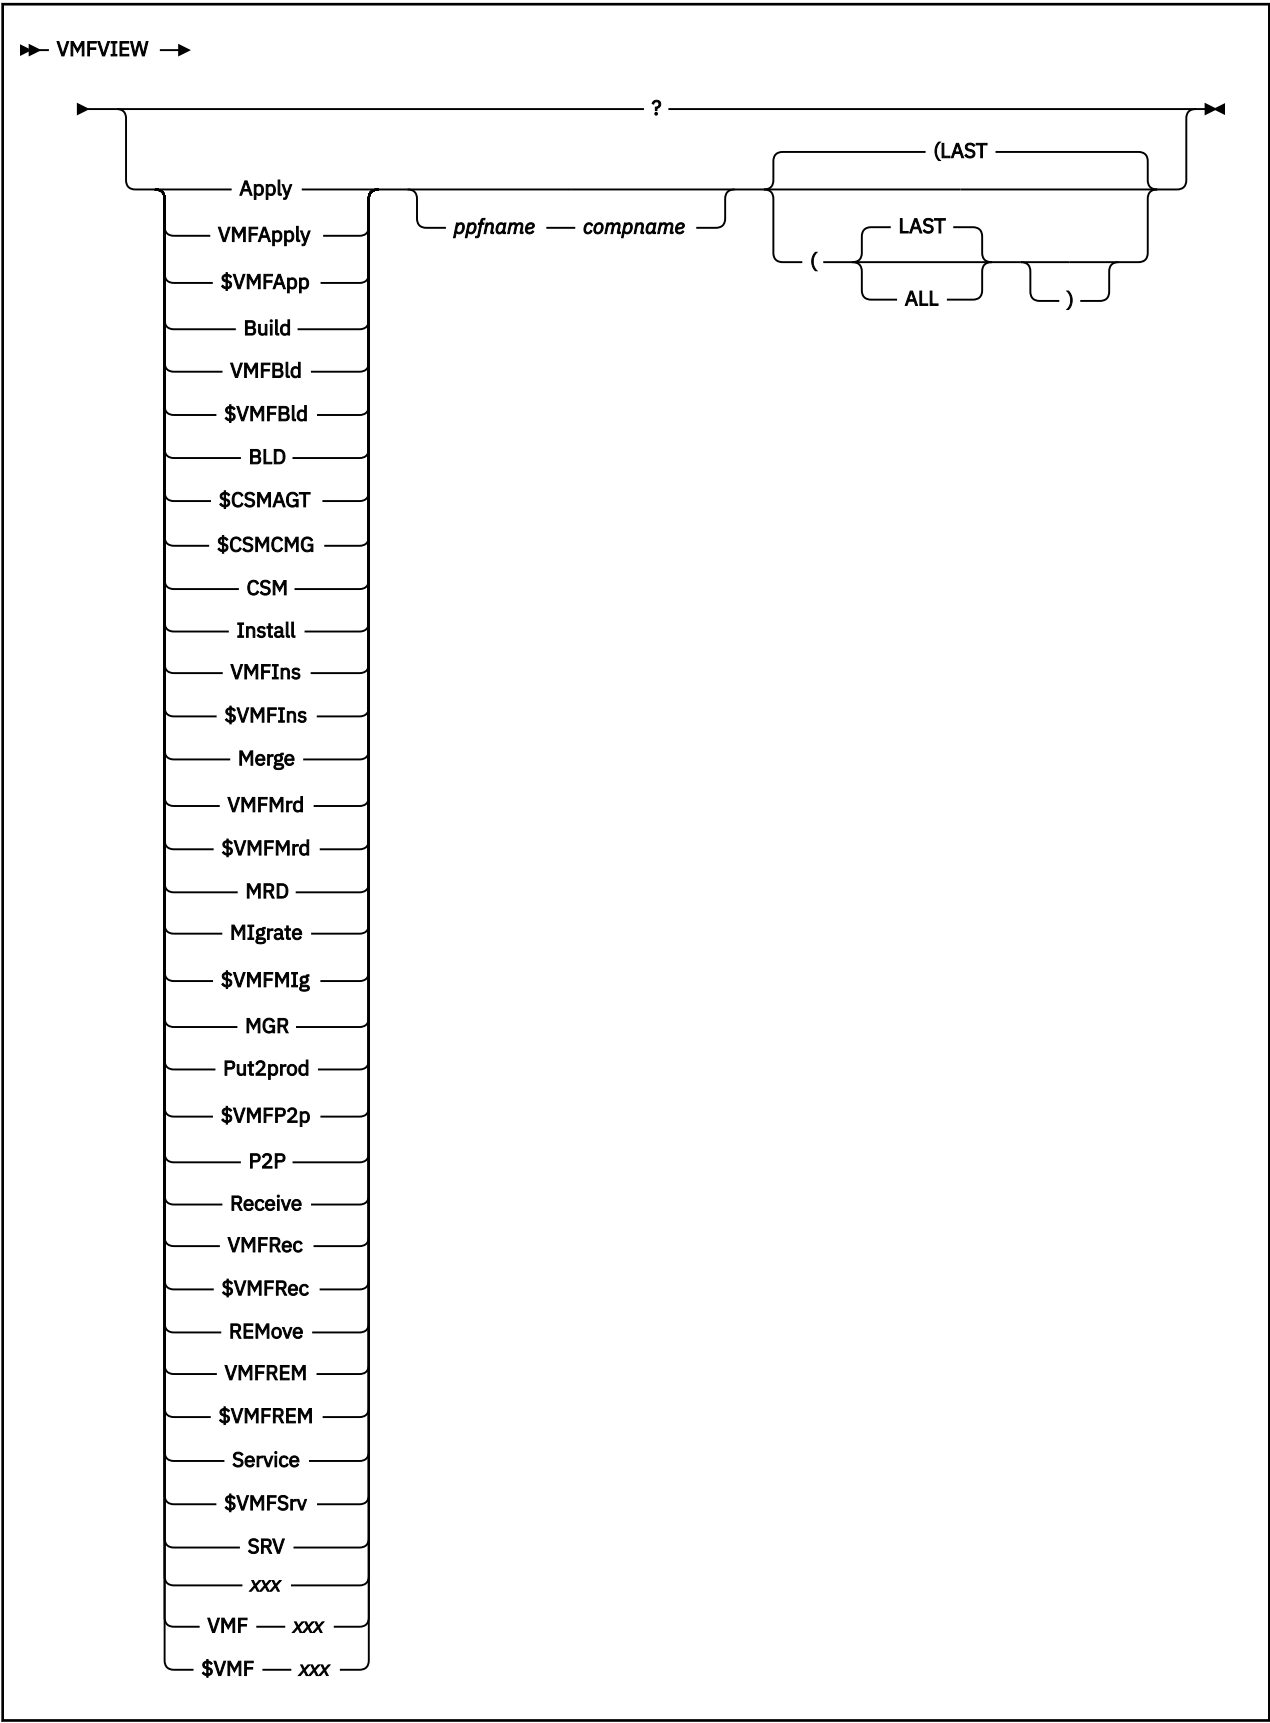 VMFVIEW
?
(LAST
Apply
ppfname compname
LAST
(
ALL
)
VMFApply
$VMFApp
Build
VMFBld
$VMFBld
BLD
$CSMAGT
$CSMCMG
CSM
Install
VMFIns
$VMFIns
Merge
VMFMrd
$VMFMrd
MRD
MIgrate
$VMFMIg
MGR
Put2prod
$VMFP2p
P2P
Receive
VMFRec
$VMFRec
REMove
VMFREM
$VMFREM
Service
$VMFSrv
SRV
xxx
VMF xxx
$VMF xxx